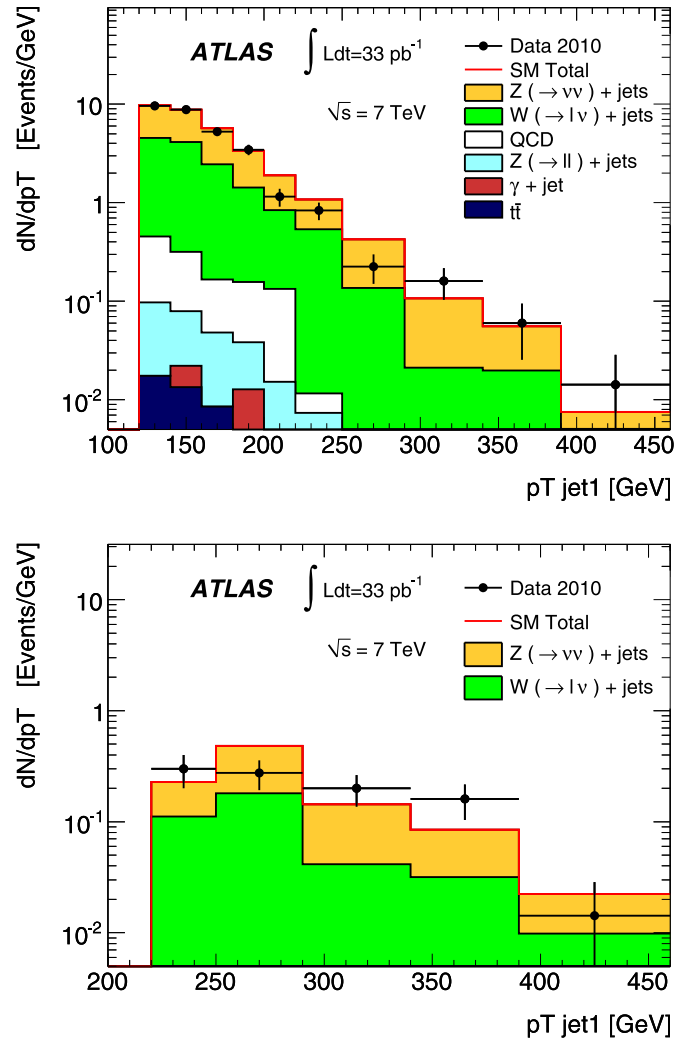 ATLAS ∫ Ldt=33 pb⁻¹
√s = 7 TeV
Data 2010
SM Total
Z (→νν) + jets
W (→lν) + jets
QCD
Z (→ll) + jets
γ + jet
tt̄
dN/dpT [Events/GeV]
10
1
10⁻¹
10⁻²
100 150 200 250 300 350 400 450
pT jet1 [GeV]
ATLAS ∫ Ldt=33 pb⁻¹
√s = 7 TeV
Data 2010
SM Total
Z (→νν) + jets
W (→lν) + jets
dN/dpT [Events/GeV]
10
1
10⁻¹
10⁻²
200 250 300 350 400 450
pT jet1 [GeV]